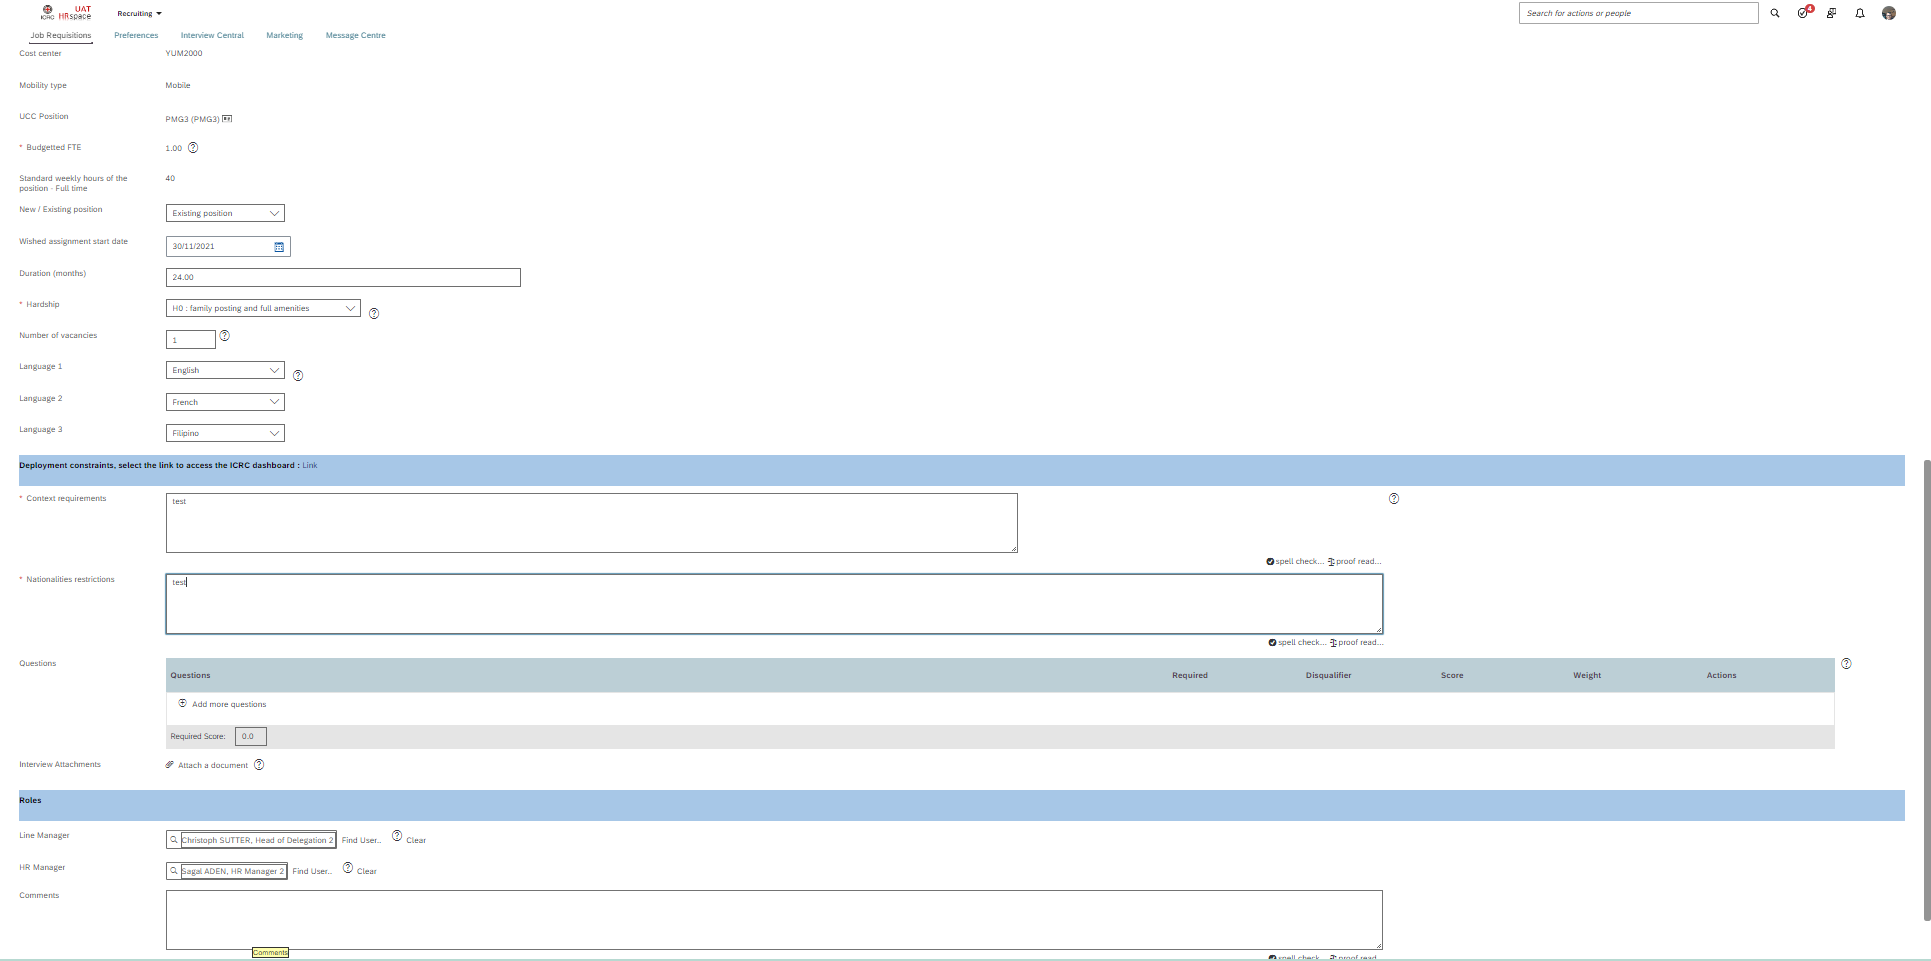 ICRC
UAT
HRspace
Recruiting
Search for actions or people
4
Job Requisitions
Preferences
Interview Central
Marketing
Message Centre
Cost center
YUM2000
Mobility type
Mobile
UCC Position
PMG3 (PMG3)
* Budgetted FTE
1.00
Standard weekly hours of the
position - Full time
40
New / Existing position
Existing position
Wished assignment start date
30/11/2021
Duration (months)
24.00
* Hardship
H0 : family posting and full amenities
Number of vacancies
1
Language 1
English
Language 2
French
Language 3
Filipino
Deployment constraints, select the link to access the ICRC dashboard : Link
* Context requirements
test
spell check... proof read...
* Nationalities restrictions
test
spell check... proof read...
Questions
Questions
Required
Disqualifier
Score
Weight
Actions
Add more questions
Required Score:
0.0
Interview Attachments
Attach a document
Roles
Line Manager
Christoph SUTTER, Head of Delegation 2
Find User..
Clear
HR Manager
Sagal ADEN, HR Manager 2
Find User..
Clear
Comments
Comments
spell check... proof read...